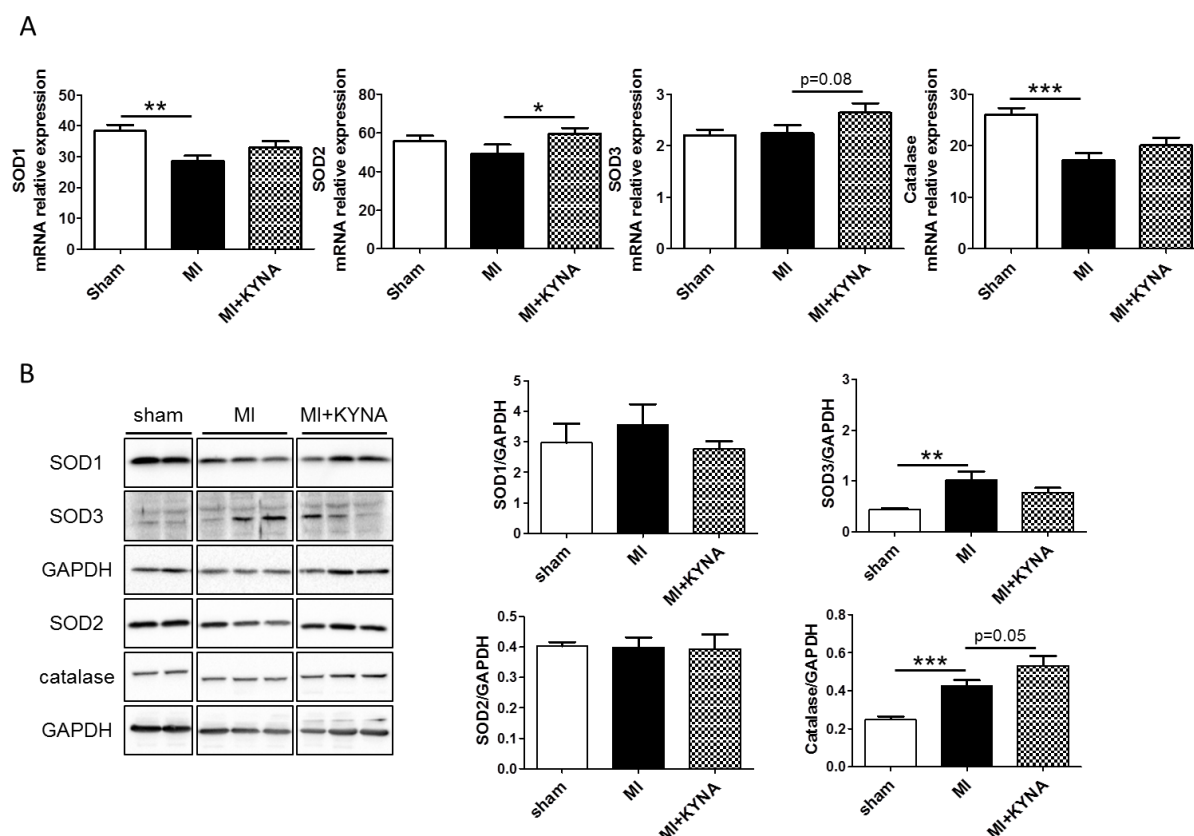 A
SOD1
mRNA relative expression
50
40
30
20
10
0
**
Sham
MI
MI+KYNA
SOD2
mRNA relative expression
80
60
40
20
0
*
Sham
MI
MI+KYNA
SOD3
mRNA relative expression
3
2
1
0
p=0.08
Sham
MI
MI+KYNA
Catalase
mRNA relative expression
30
20
10
0
***
Sham
MI
MI+KYNA
B
sham MI MI+KYNA
SOD1
SOD3
GAPDH
SOD2
catalase
GAPDH
SOD1/GAPDH
5
4
3
2
1
0
sham
MI
MI+KYNA
SOD3/GAPDH
3
2
1
0
**
sham
MI
MI+KYNA
SOD2/GAPDH
0.5
0.4
0.3
0.2
0.1
0.0
sham
MI
MI+KYNA
Catalase/GAPDH
0.8
0.6
0.4
0.2
0.0
***
p=0.05
sham
MI
MI+KYNA